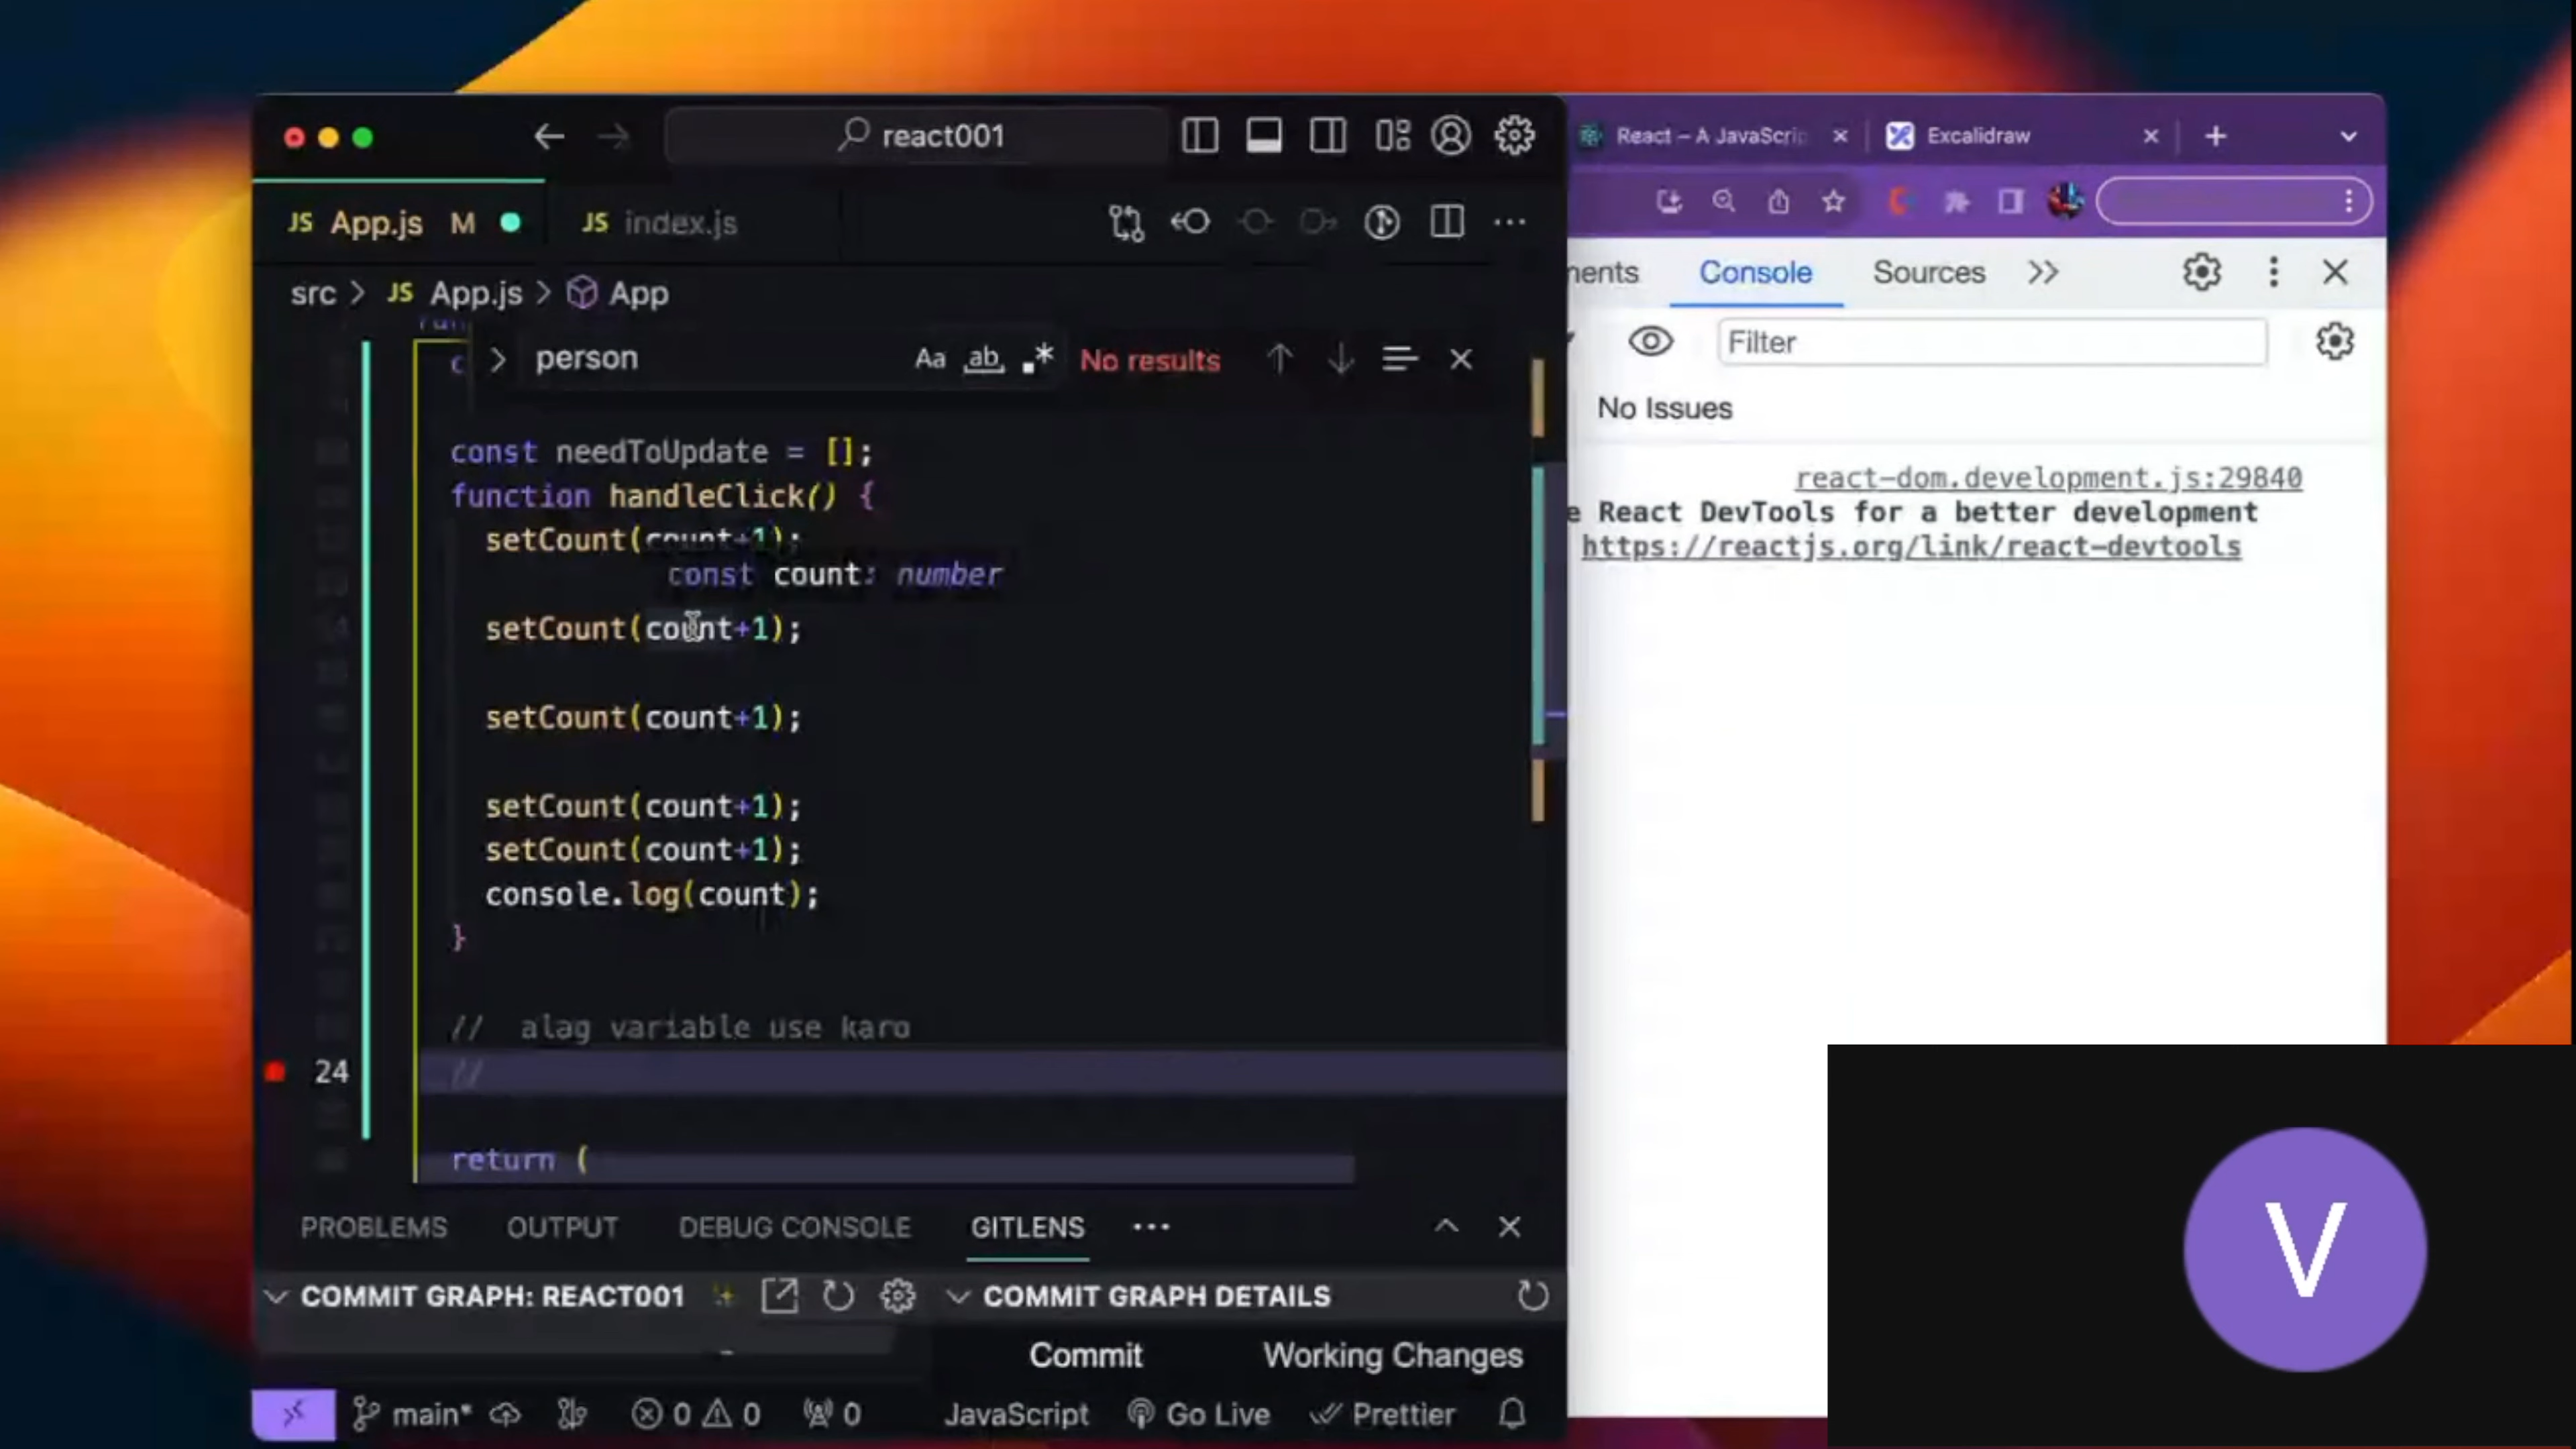 react001
React – A JavaScrip
Excalidraw
JS App.js M
JS index.js
src > JS App.js > App
person
Aa ab .* No results
const needToUpdate = [];
function handleClick() {
setCount(count+1);
const count: number
setCount(count+1);
setCount(count+1);
setCount(count+1);
setCount(count+1);
console.log(count);
}
// alag variable use karo
24 //
return (
PROBLEMS OUTPUT DEBUG CONSOLE GITLENS ...
COMMIT GRAPH: REACT001
COMMIT GRAPH DETAILS
Commit Working Changes
main* 0 0 0 JavaScript Go Live Prettier
nents Console Sources
Filter
No Issues
react-dom.development.js:29840
e React DevTools for a better development
https://reactjs.org/link/react-devtools
V